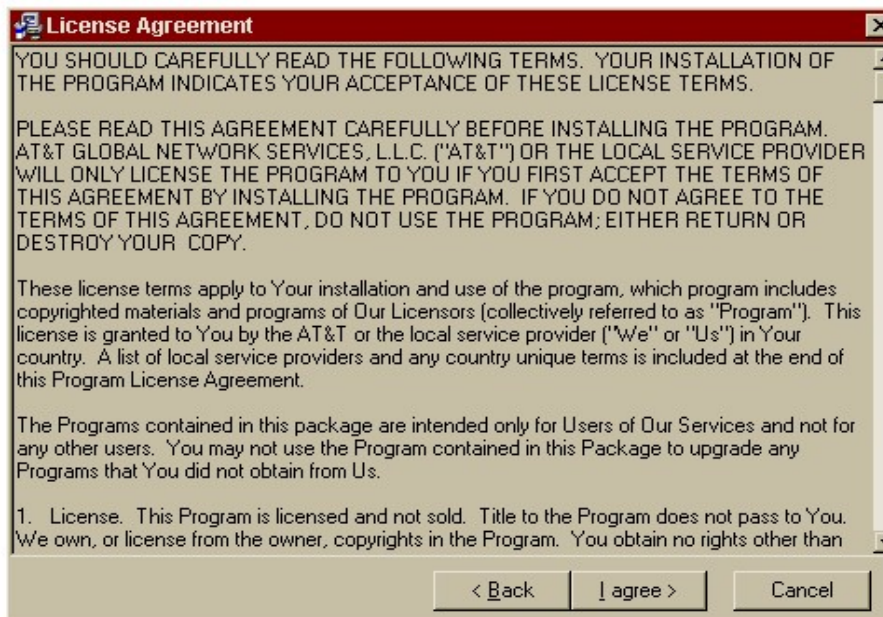 License Agreement
YOU SHOULD CAREFULLY READ THE FOLLOWING TERMS.  YOUR INSTALLATION OF
THE PROGRAM INDICATES YOUR ACCEPTANCE OF THESE LICENSE TERMS.
PLEASE READ THIS AGREEMENT CAREFULLY BEFORE INSTALLING THE PROGRAM.
AT&T GLOBAL NETWORK SERVICES, L.L.C. ("AT&T") OR THE LOCAL SERVICE PROVIDER
WILL ONLY LICENSE THE PROGRAM TO YOU IF YOU FIRST ACCEPT THE TERMS OF
THIS AGREEMENT BY INSTALLING THE PROGRAM.  IF YOU DO NOT AGREE TO THE
TERMS OF THIS AGREEMENT, DO NOT USE THE PROGRAM; EITHER RETURN OR
DESTROY YOUR  COPY.
These license terms apply to Your installation and use of the program, which program includes
copyrighted materials and programs of Our Licensors (collectively referred to as "Program").  This
license is granted to You by the AT&T or the local service provider ("We" or "Us") in Your
country.  A list of local service providers and any country unique terms is included at the end of
this Program License Agreement.
The Programs contained in this package are intended only for Users of Our Services and not for
any other users.  You may not use the Program contained in this Package to upgrade any
Programs that You did not obtain from Us.
1.  License.  This Program is licensed and not sold.  Title to the Program does not pass to You.
We own, or license from the owner, copyrights in the Program.  You obtain no rights other than
< Back
I agree >
Cancel